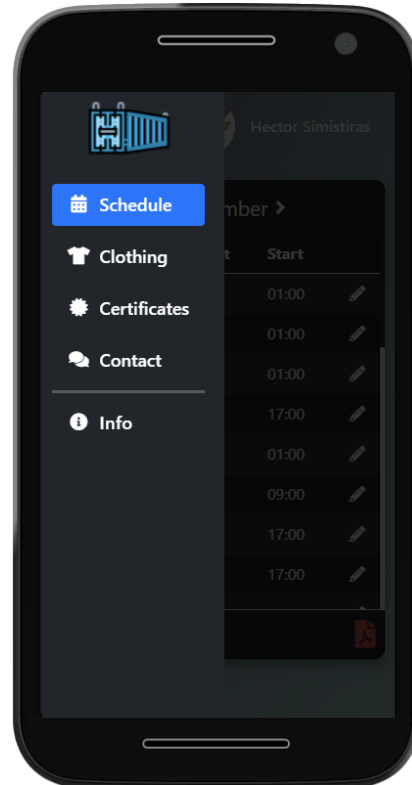 Hector Simistiras
Schedule
mber
Clothing
t Start
01:00
Certificates
01:00
Contact
01:00
17:00
Info
01:00
09:00
17:00
17:00